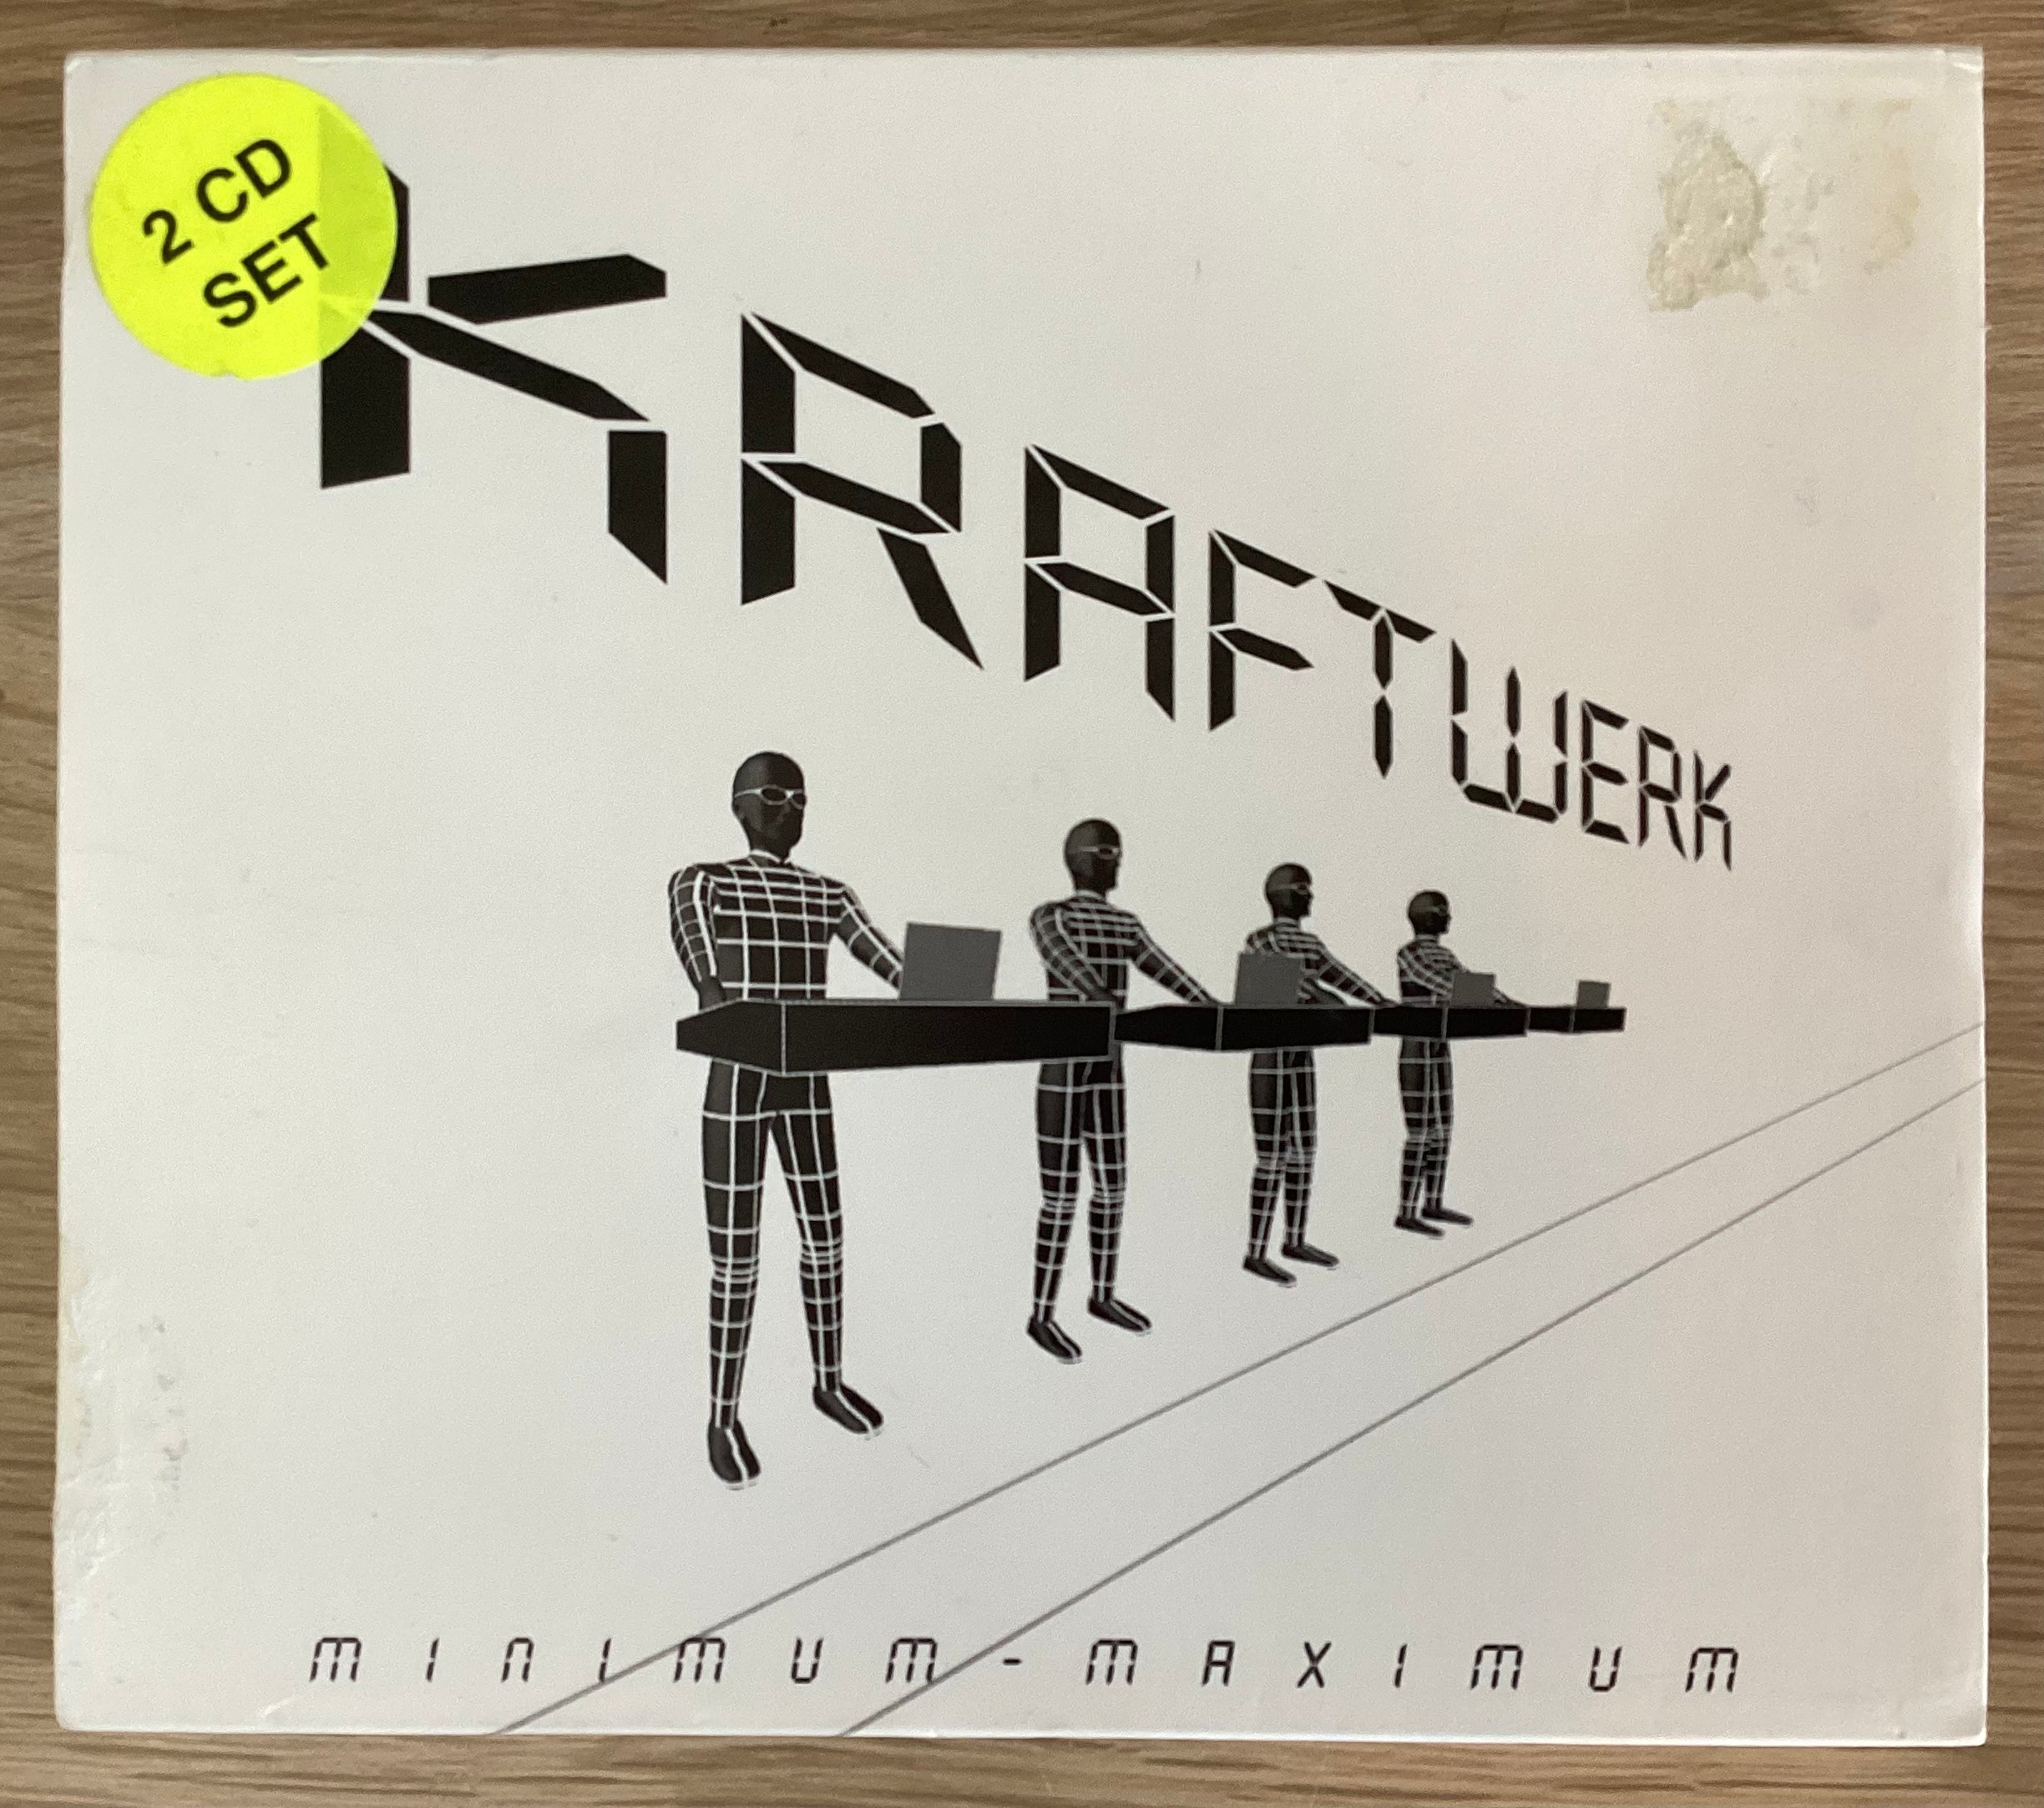 2 CD
SET
KRAFTWERK
MINIMUM-MAXIMUM